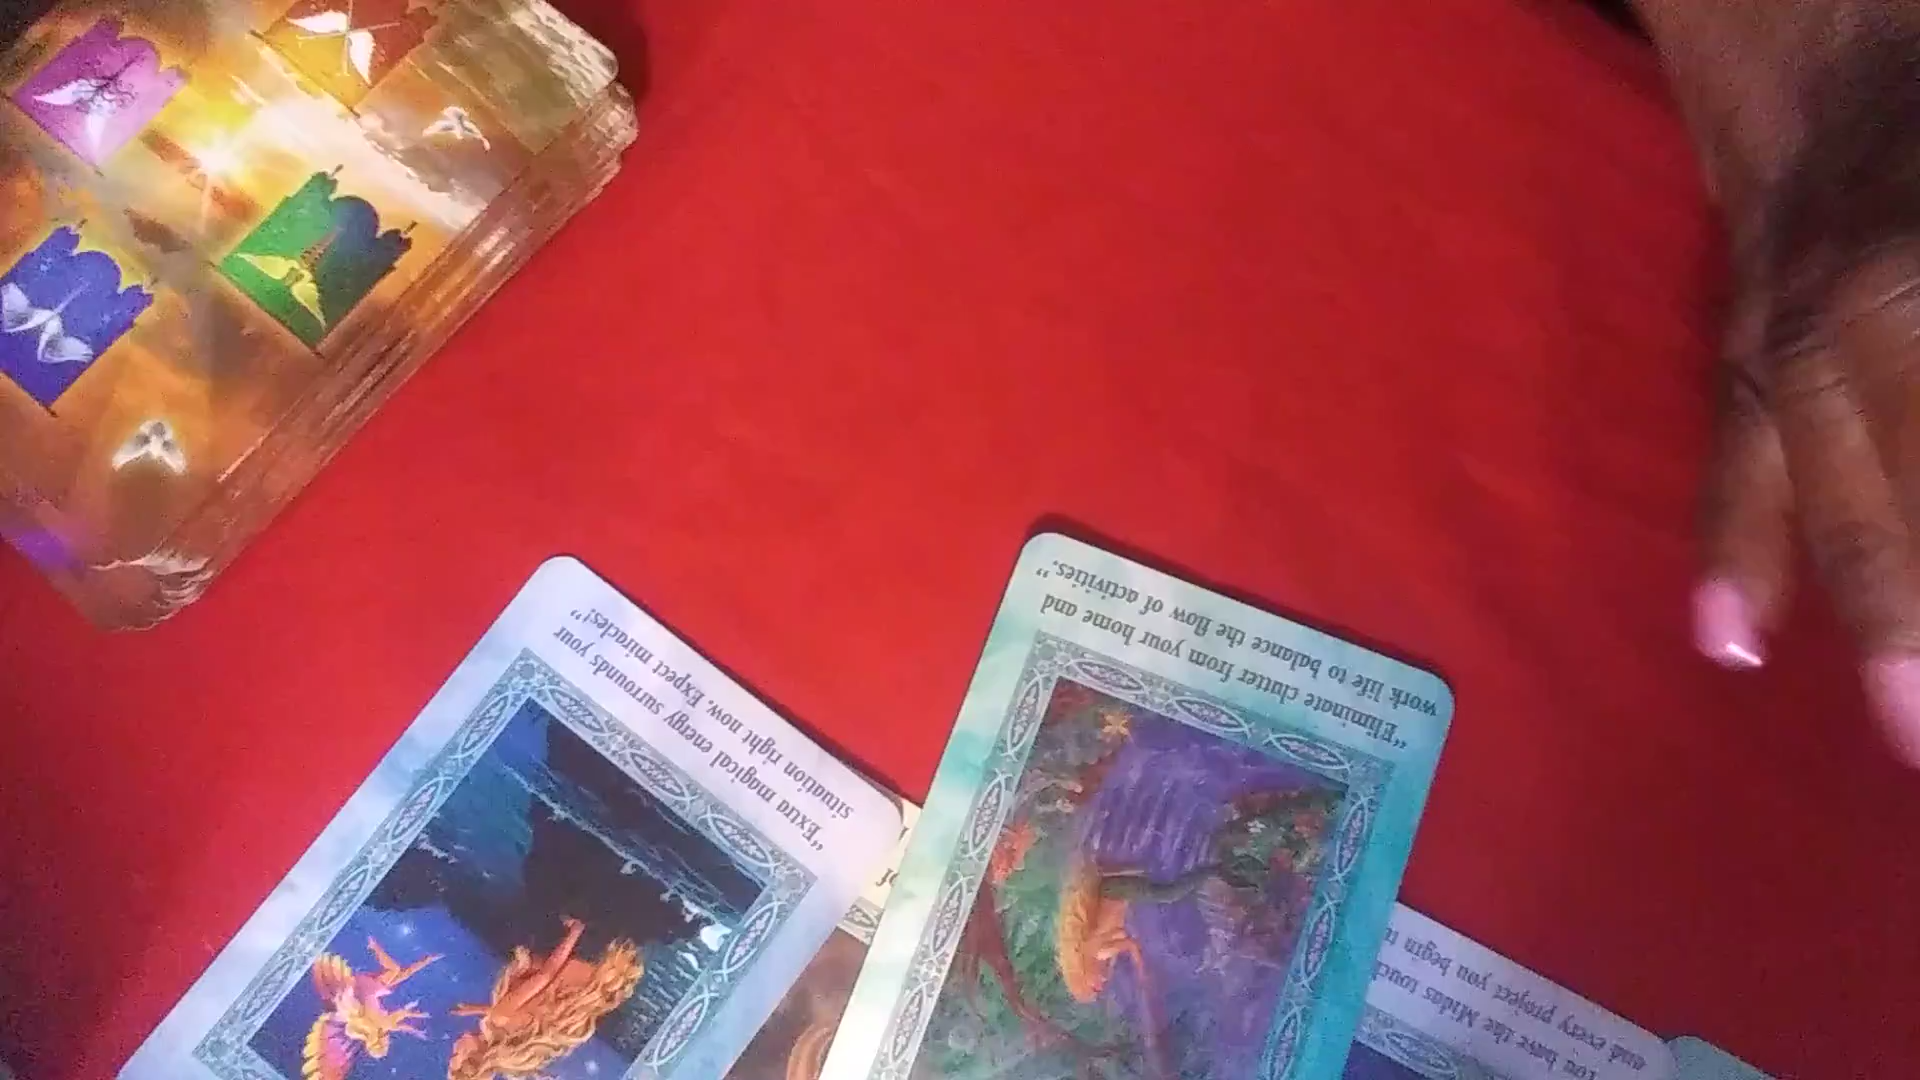 "Extra magical energy surrounds your
situation right now. Expect miracles!"
"Eliminate clutter from your home and
work life to balance the flow of activities."
You have the Midas touch
and every project you begin
of